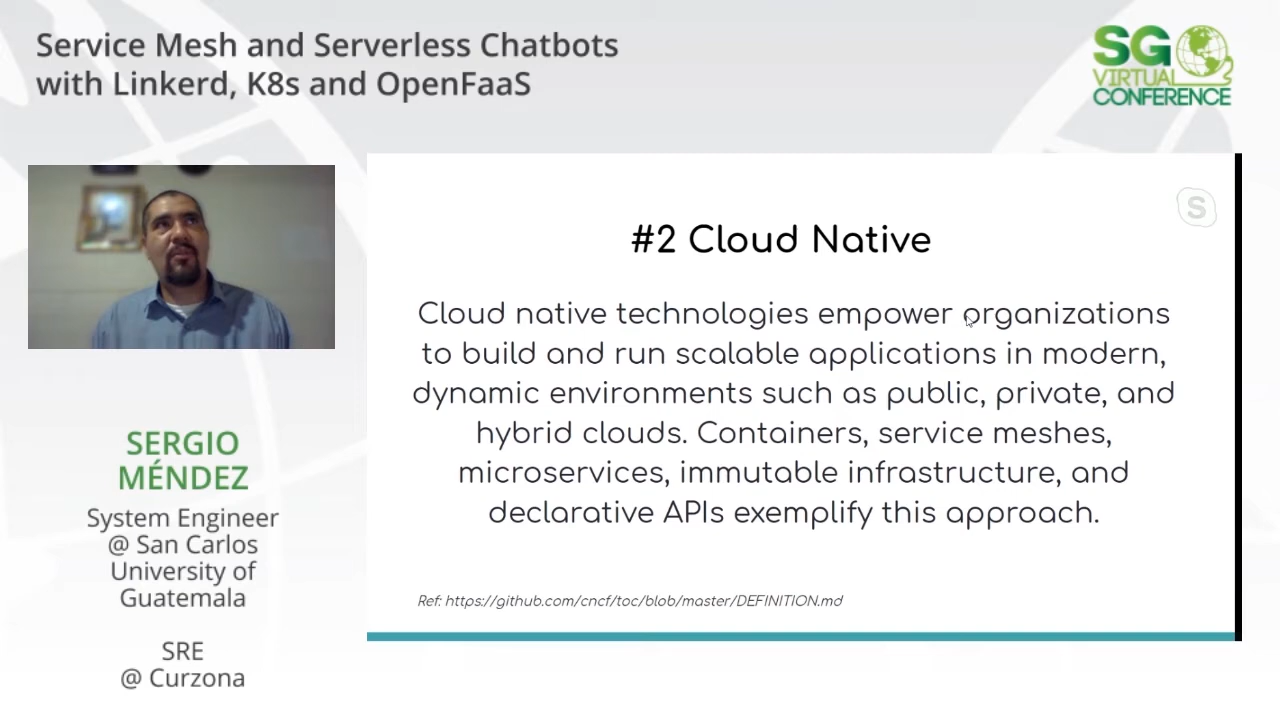 Service Mesh and Serverless Chatbots
with Linkerd, K8s and OpenFaaS
SG
VIRTUAL
CONFERENCE
S
#2 Cloud Native
Cloud native technologies empower organizations
to build and run scalable applications in modern,
dynamic environments such as public, private, and
hybrid clouds. Containers, service meshes,
microservices, immutable infrastructure, and
declarative APIs exemplify this approach.
Ref: https://github.com/cncf/toc/blob/master/DEFINITION.md
SERGIO
MÉNDEZ
System Engineer
@ San Carlos
University of
Guatemala
SRE
@ Curzona